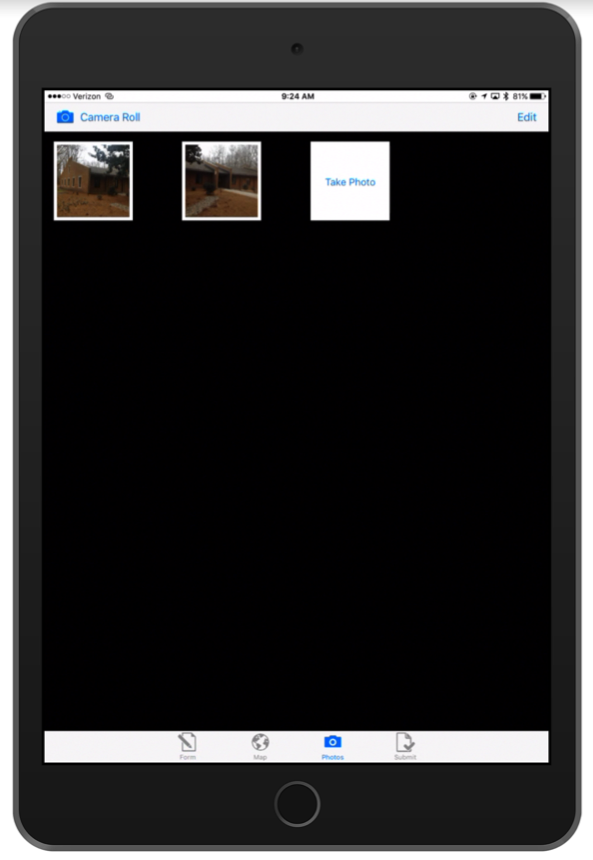 Verizon 9:24 AM 81%
Camera Roll Edit
Take Photo
Form Map Photos Submit